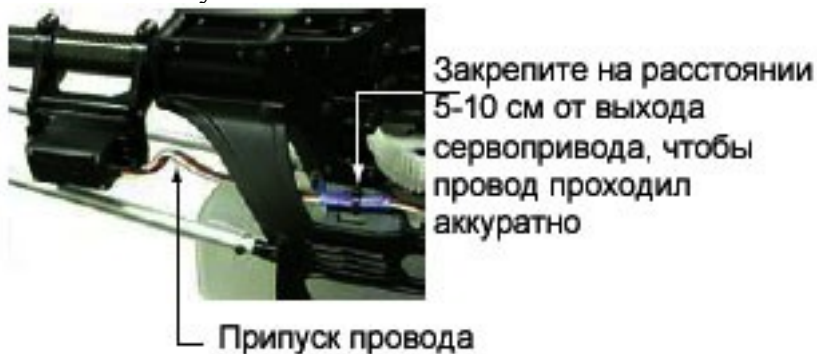 Закрепите на расстоянии
5-10 см от выхода
сервопривода, чтобы
провод проходил
аккуратно
Припуск провода